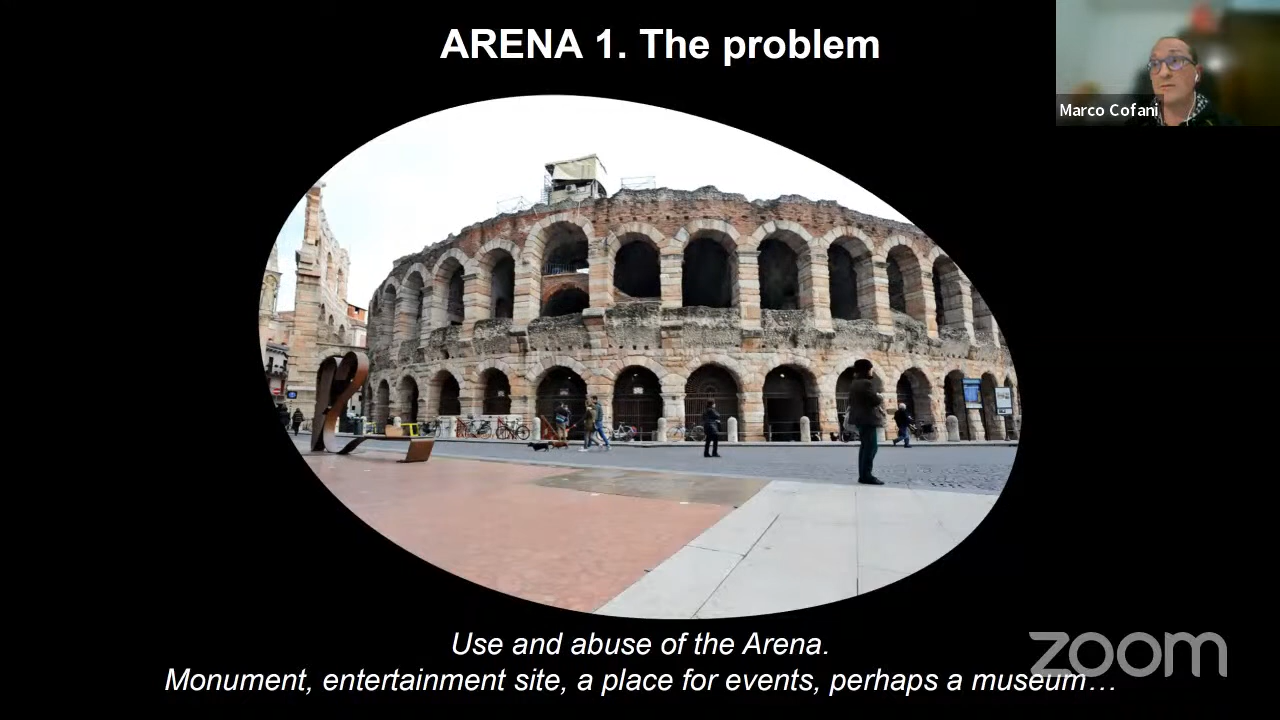 ARENA 1. The problem
Marco Cofani
Use and abuse of the Arena.
Monument, entertainment site, a place for events, perhaps a museum…
zoom